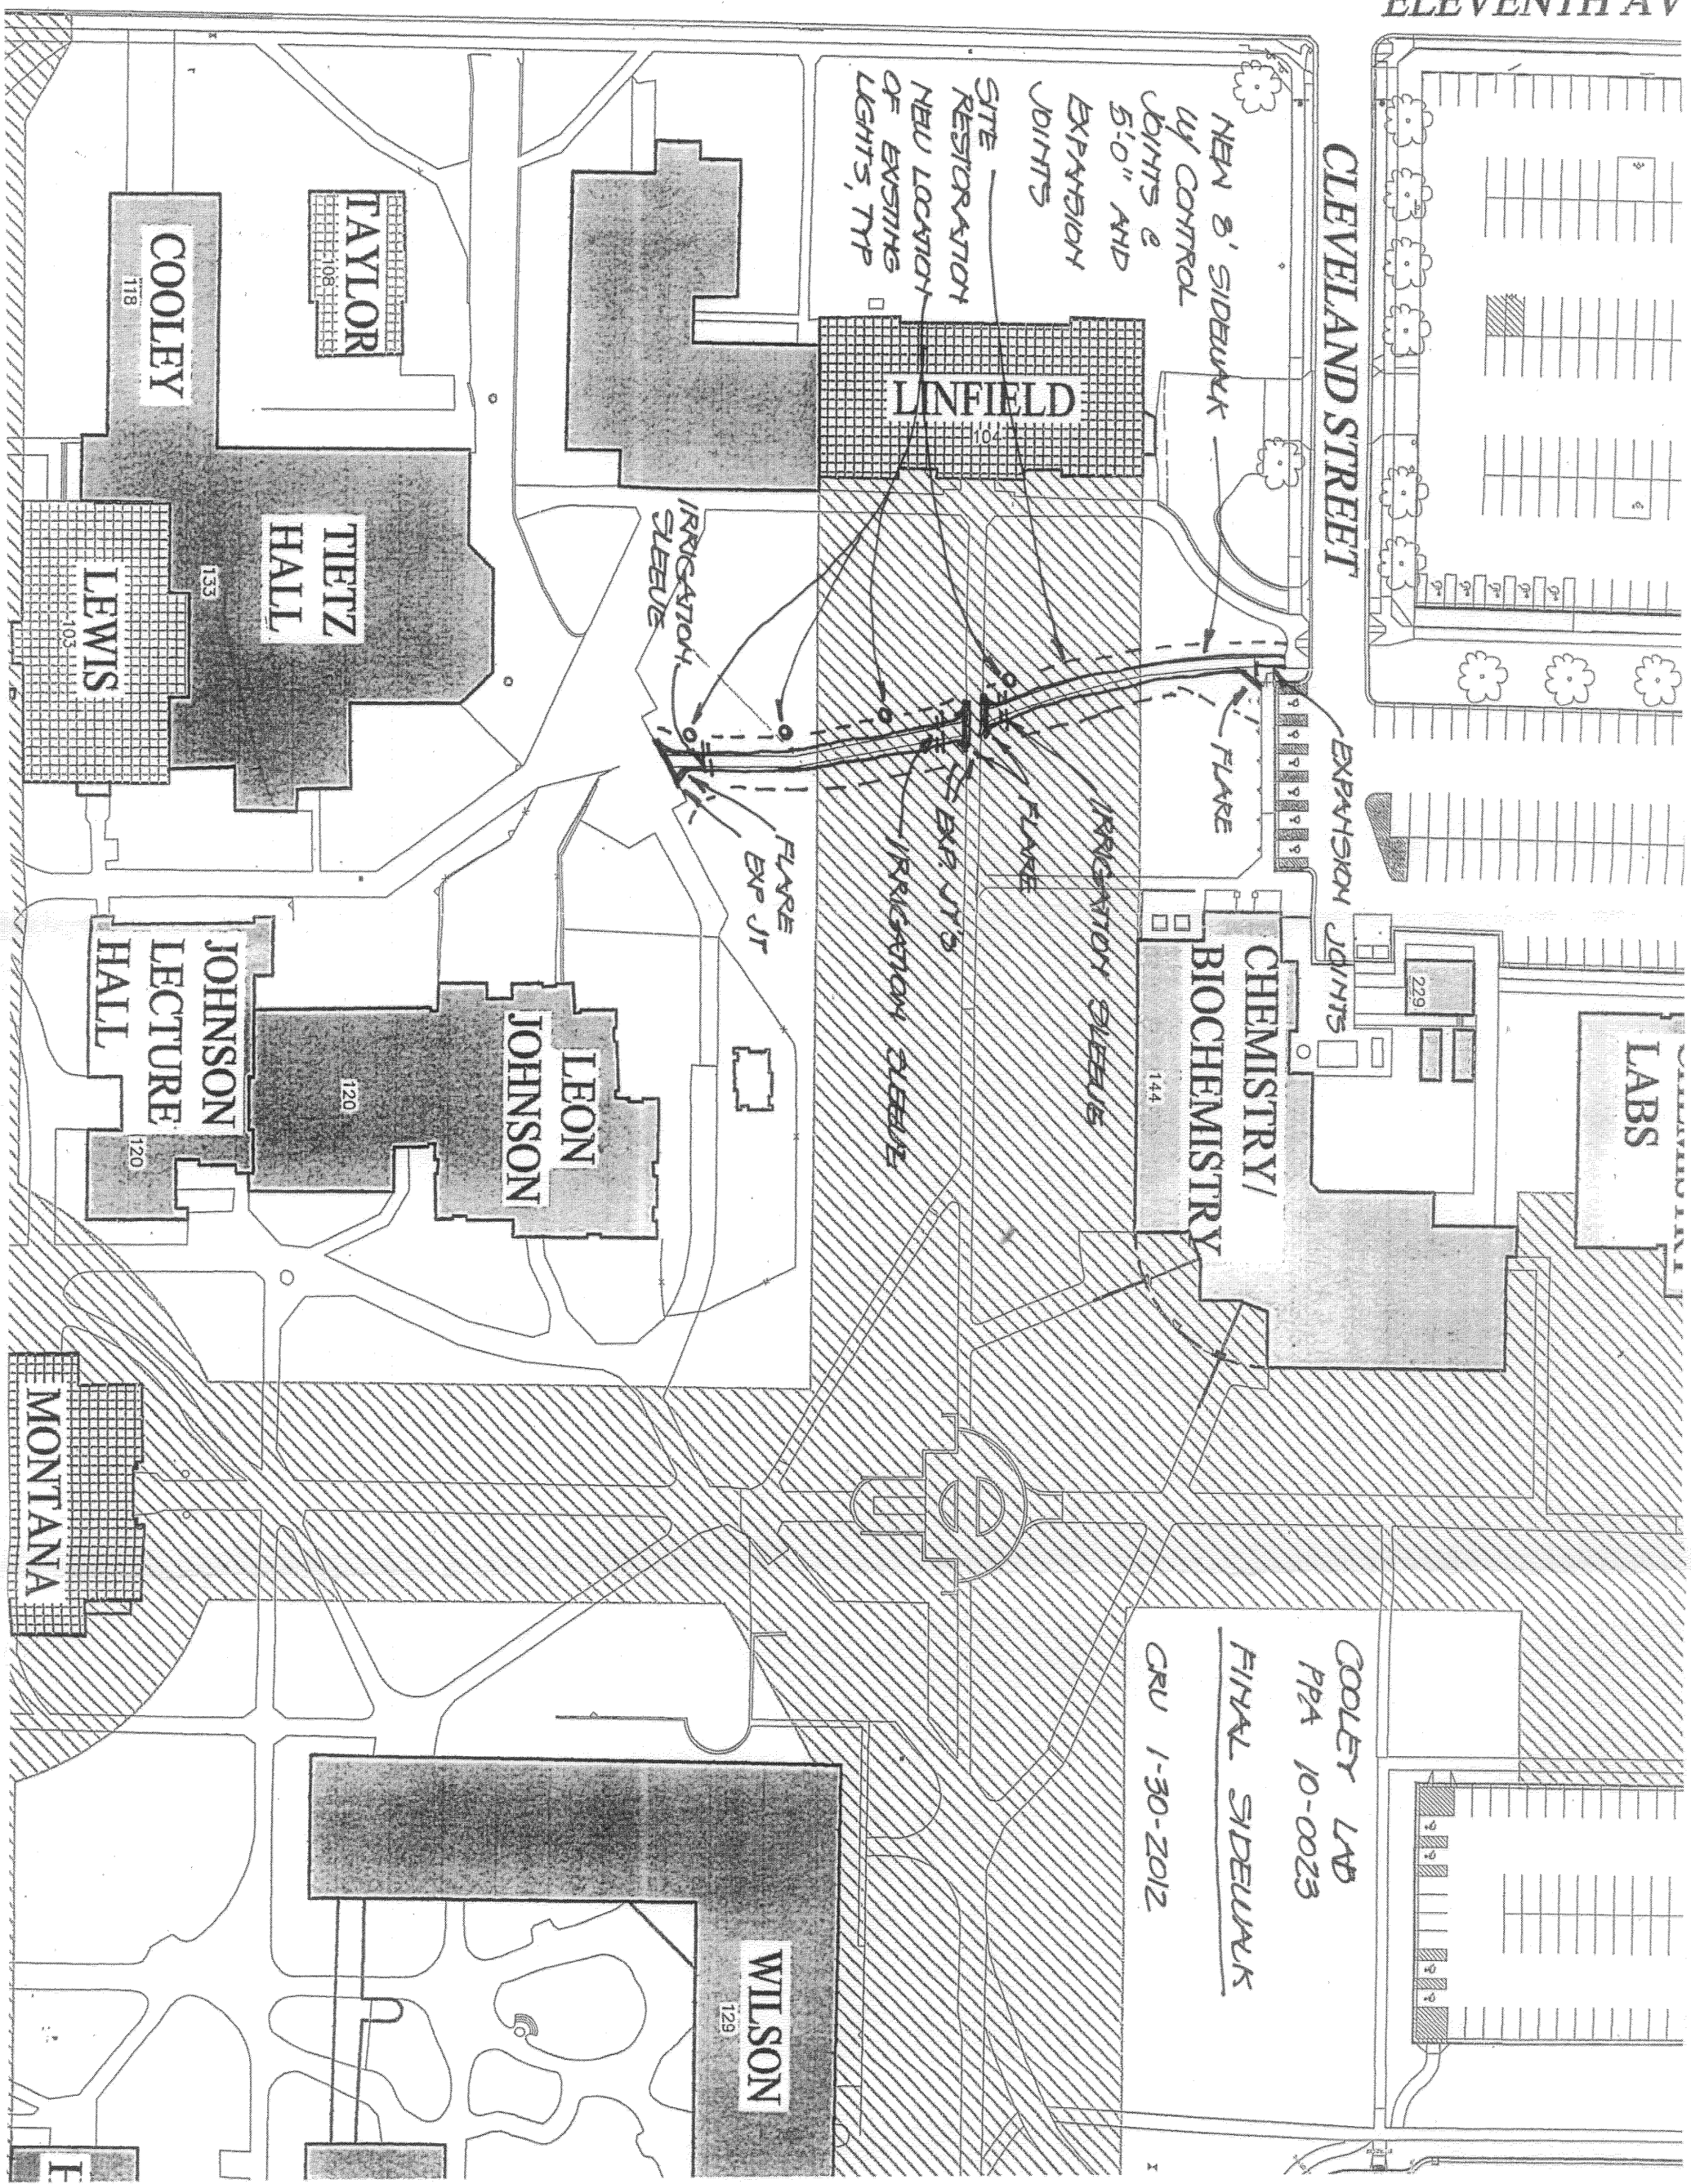 ELEVENTH AV
CLEVELAND STREET
NEW 8' SIDEWALK
W/ CONTROL
JOINTS @
5'-0" AND
EXPANSION
JOINTS
SITE
RESTORATION
NEW LOCATION
OF EXISTING
LIGHTS, TYP
LINFIELD
104
TAYLOR
108
COOLEY
118
TIETZ
HALL
133
LEWIS
103
IRRIGATION
SLEEVE
FLARE
EXPANSION JOINTS
IRRIGATION SLEEVE
FLARE
EXP. JT'S
IRRIGATION SLEEVE
FLARE
EXP JT
229
LABS
CHEMISTRY/
BIOCHEMISTRY
144
LEON
JOHNSON
120
JOHNSON
LECTURE
HALL
120
MONTANA
COOLEY LAB
PPA 10-0023
FINAL SIDEWALK
CRU 1-30-2012
WILSON
129
H